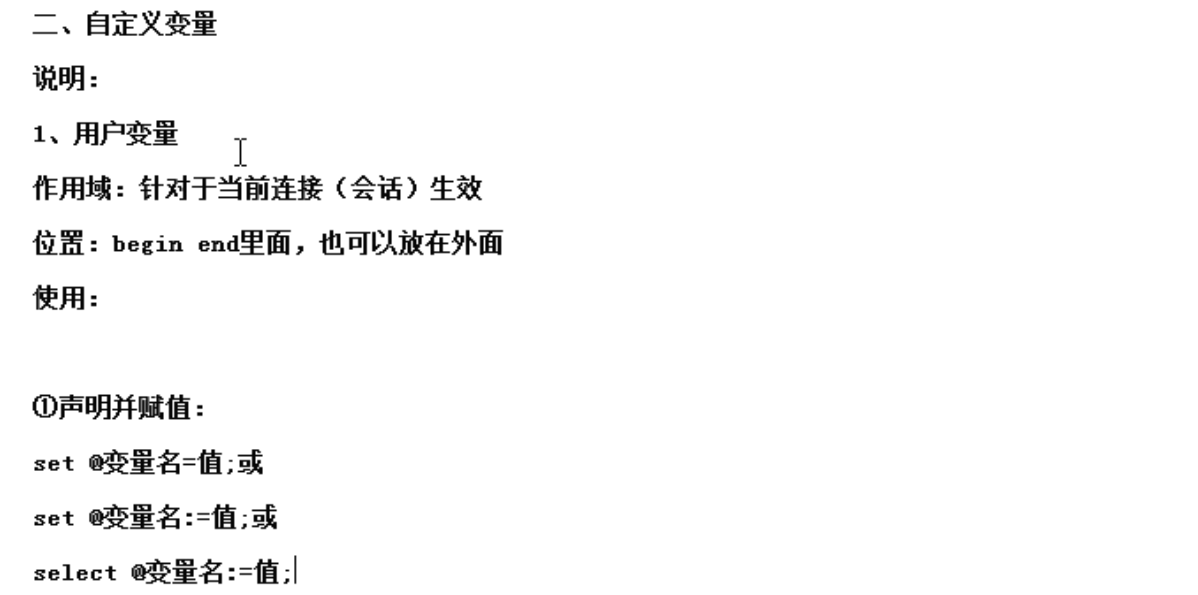 二、自定义变量
说明：
1、用户变量
作用域：针对于当前连接（会话）生效
位置：begin end里面，也可以放在外面
使用：
①声明并赋值：
set @变量名=值;或
set @变量名:=值;或
select @变量名:=值;